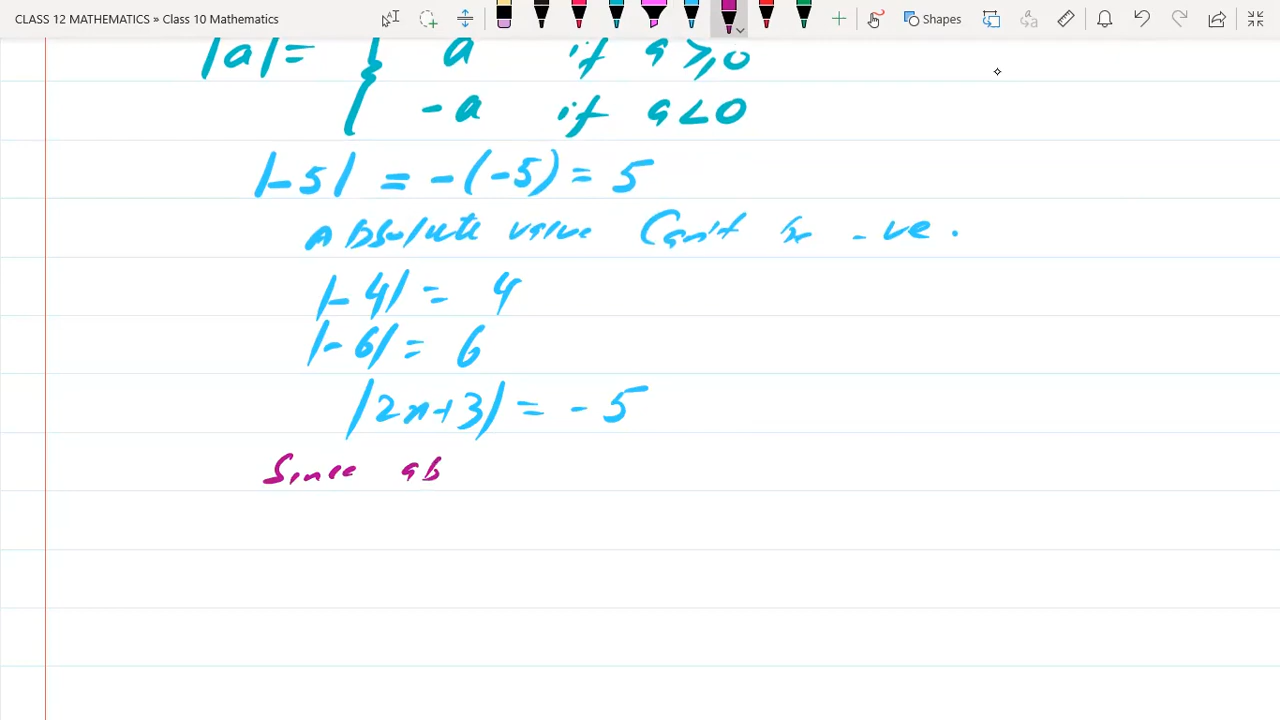 CLASS 12 MATHEMATICS » Class 10 Mathematics
Shapes
|a| = { a if a ≥ 0
-a if a < 0
|-5| = -(-5) = 5
Absolute value Can't be -ve.
|-4| = 4
|-6| = 6
|2x+3| = -5
Since ab